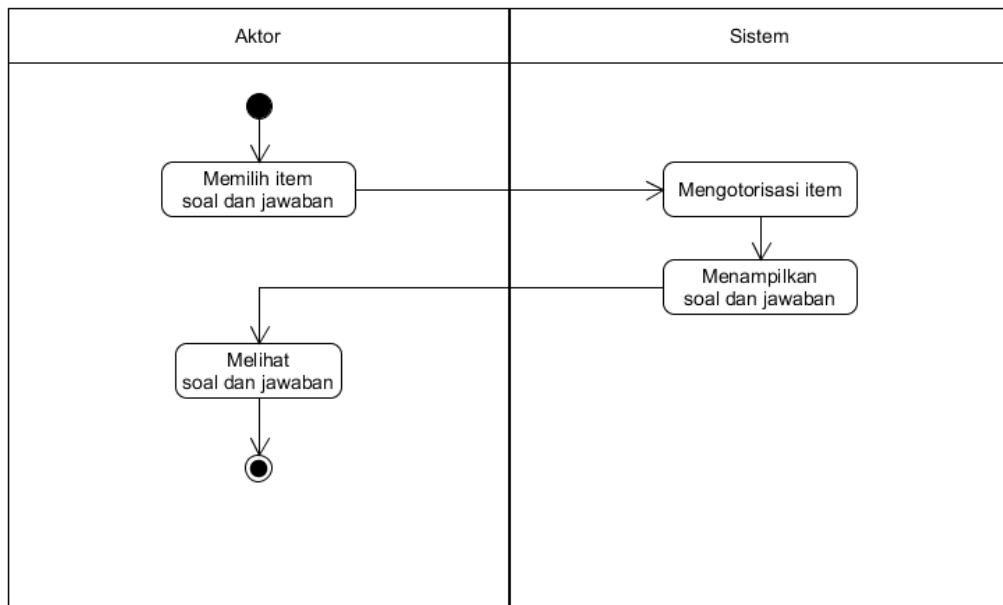 Aktor
Sistem
Memilih item
soal dan jawaban
Mengotorisasi item
Menampilkan
soal dan jawaban
Melihat
soal dan jawaban